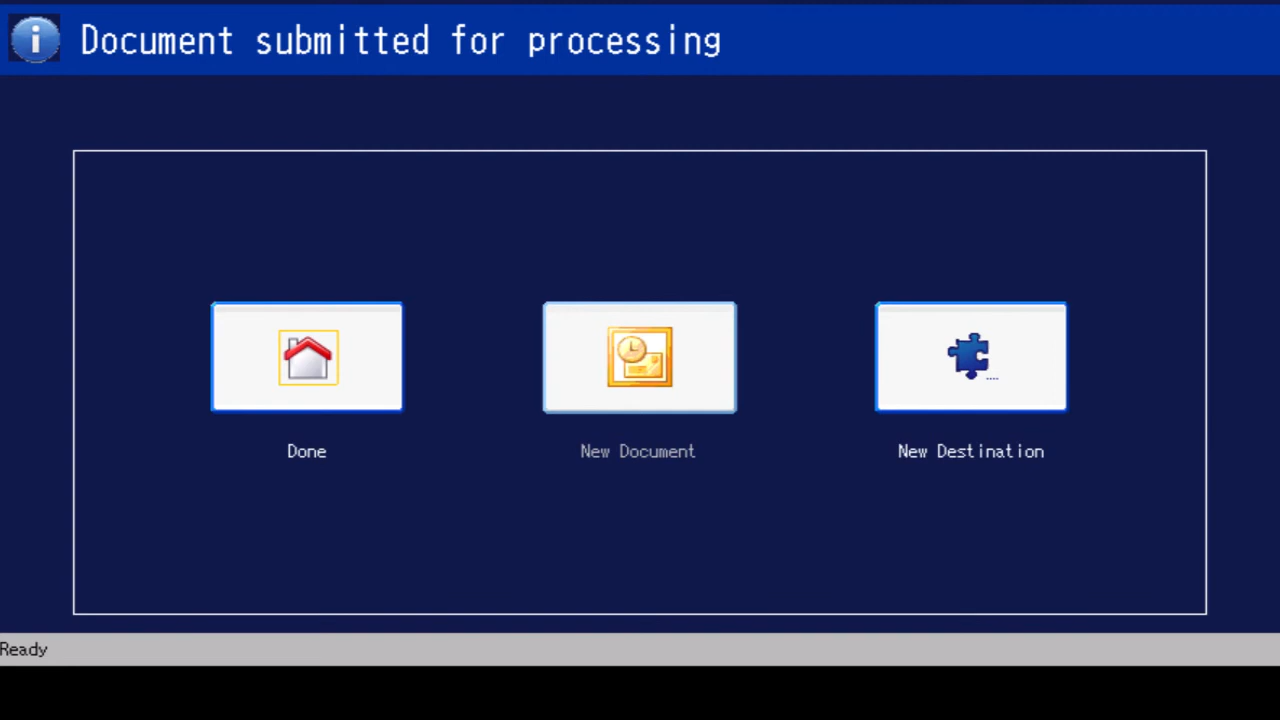 Document submitted for processing
Done
New Document
New Destination
Ready